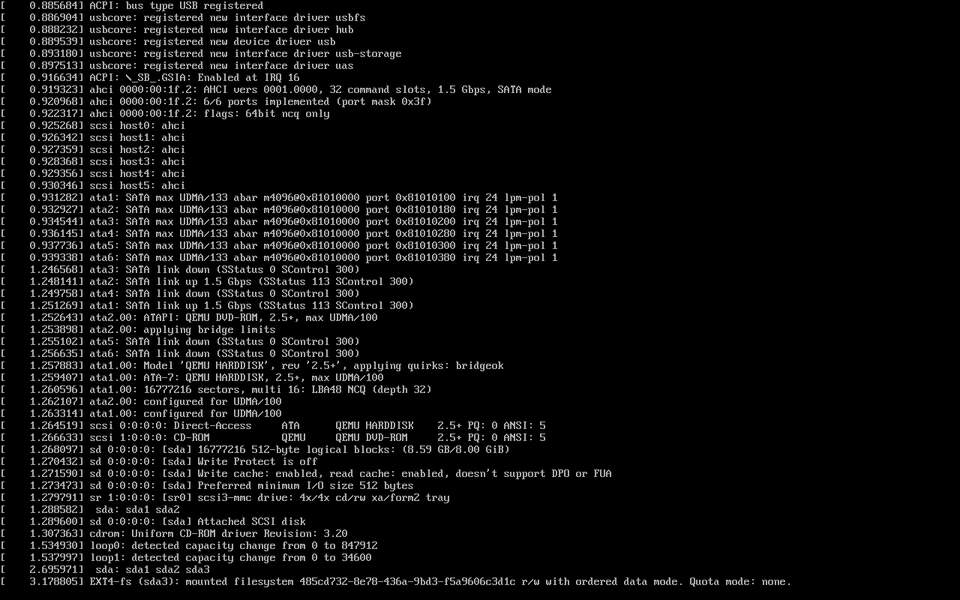 [    0.885684] ACPI: bus type USB registered
[    0.886904] usbcore: registered new interface driver usbfs
[    0.888232] usbcore: registered new interface driver hub
[    0.889539] usbcore: registered new device driver usb
[    0.893180] usbcore: registered new interface driver usb-storage
[    0.897513] usbcore: registered new interface driver uas
[    0.916634] ACPI: \_SB_.GSIA: Enabled at IRQ 16
[    0.919323] ahci 0000:00:1f.2: AHCI vers 0001.0000, 32 command slots, 1.5 Gbps, SATA mode
[    0.920968] ahci 0000:00:1f.2: 6/6 ports implemented (port mask 0x3f)
[    0.922317] ahci 0000:00:1f.2: flags: 64bit ncq only
[    0.925268] scsi host0: ahci
[    0.926342] scsi host1: ahci
[    0.927359] scsi host2: ahci
[    0.928368] scsi host3: ahci
[    0.929356] scsi host4: ahci
[    0.930346] scsi host5: ahci
[    0.931282] ata1: SATA max UDMA/133 abar m4096@0x81010000 port 0x81010100 irq 24 lpm-pol 1
[    0.932927] ata2: SATA max UDMA/133 abar m4096@0x81010000 port 0x81010180 irq 24 lpm-pol 1
[    0.934544] ata3: SATA max UDMA/133 abar m4096@0x81010000 port 0x81010200 irq 24 lpm-pol 1
[    0.936145] ata4: SATA max UDMA/133 abar m4096@0x81010000 port 0x81010280 irq 24 lpm-pol 1
[    0.937736] ata5: SATA max UDMA/133 abar m4096@0x81010000 port 0x81010300 irq 24 lpm-pol 1
[    0.939338] ata6: SATA max UDMA/133 abar m4096@0x81010000 port 0x81010380 irq 24 lpm-pol 1
[    1.246568] ata3: SATA link down (SStatus 0 SControl 300)
[    1.248141] ata2: SATA link up 1.5 Gbps (SStatus 113 SControl 300)
[    1.249758] ata4: SATA link down (SStatus 0 SControl 300)
[    1.251269] ata1: SATA link up 1.5 Gbps (SStatus 113 SControl 300)
[    1.252643] ata2.00: ATAPI: QEMU DVD-ROM, 2.5+, max UDMA/100
[    1.253898] ata2.00: applying bridge limits
[    1.255102] ata5: SATA link down (SStatus 0 SControl 300)
[    1.256635] ata6: SATA link down (SStatus 0 SControl 300)
[    1.257883] ata1.00: Model 'QEMU HARDDISK', rev '2.5+', applying quirks: bridgeok
[    1.259407] ata1.00: ATA-7: QEMU HARDDISK, 2.5+, max UDMA/100
[    1.260596] ata1.00: 16777216 sectors, multi 16: LBA48 NCQ (depth 32)
[    1.262107] ata2.00: configured for UDMA/100
[    1.263314] ata1.00: configured for UDMA/100
[    1.264519] scsi 0:0:0:0: Direct-Access     ATA      QEMU HARDDISK    2.5+ PQ: 0 ANSI: 5
[    1.266633] scsi 1:0:0:0: CD-ROM            QEMU     QEMU DVD-ROM     2.5+ PQ: 0 ANSI: 5
[    1.268097] sd 0:0:0:0: [sda] 16777216 512-byte logical blocks: (8.59 GB/8.00 GiB)
[    1.270432] sd 0:0:0:0: [sda] Write Protect is off
[    1.271590] sd 0:0:0:0: [sda] Write cache: enabled, read cache: enabled, doesn't support DPO or FUA
[    1.273473] sd 0:0:0:0: [sda] Preferred minimum I/O size 512 bytes
[    1.279791] sr 1:0:0:0: [sr0] scsi3-mmc drive: 4x/4x cd/rw xa/form2 tray
[    1.288582]  sda: sda1 sda2
[    1.289600] sd 0:0:0:0: [sda] Attached SCSI disk
[    1.307363] cdrom: Uniform CD-ROM driver Revision: 3.20
[    1.534930] loop0: detected capacity change from 0 to 847912
[    1.537997] loop1: detected capacity change from 0 to 34600
[    2.695971]  sda: sda1 sda2 sda3
[    3.178805] EXT4-fs (sda3): mounted filesystem 485cd732-8e78-436a-9bd3-f5a9606c3d1c r/w with ordered data mode. Quota mode: none.